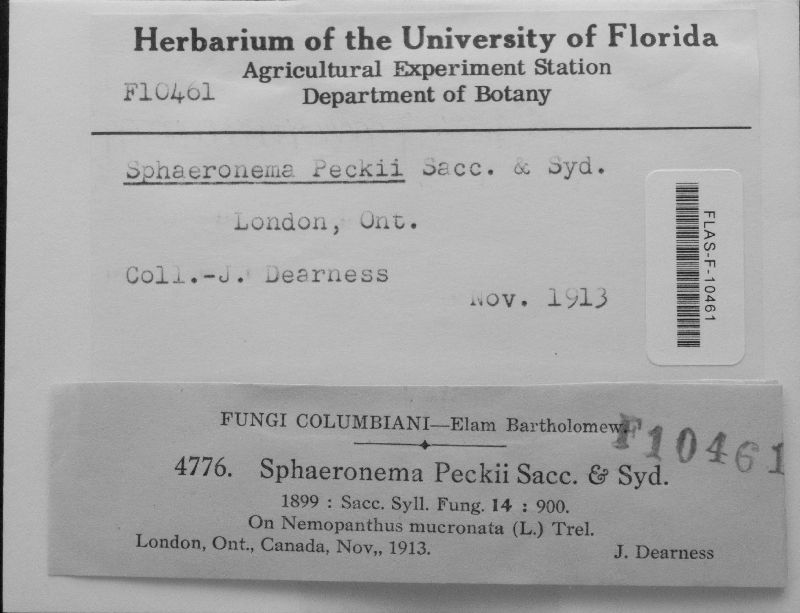 Herbarium of the University of Florida
Agricultural Experiment Station
F10461
Department of Botany
Sphaeronema Peckii Sacc. & Syd.
London, Ont.
Coll.-J. Dearness
Nov. 1913
FLAS-F-10461
FUNGI COLUMBIANI—Elam Bartholomew.
F10461
4776. Sphaeronema Peckii Sacc. & Syd.
1899 : Sacc. Syll. Fung. 14 : 900.
On Nemopanthus mucronata (L.) Trel.
London, Ont., Canada, Nov,, 1913. J. Dearness